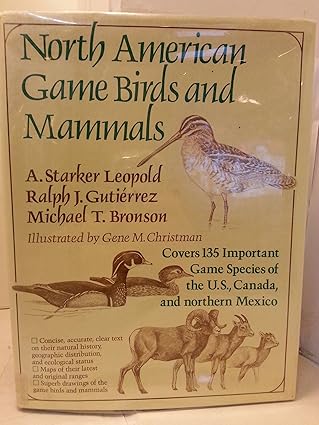 North American
Game Birds and
Mammals
A. Starker Leopold
Ralph J. Gutiérrez
Michael T. Bronson
Illustrated by Gene M. Christman
Covers 135 Important
Game Species of
the U.S., Canada,
and northern Mexico
☐ Concise, accurate, clear text
on their natural history,
geographic distribution,
and ecological status
☐ Maps of their latest
and original ranges
☐ Superb drawings of the
game birds and mammals